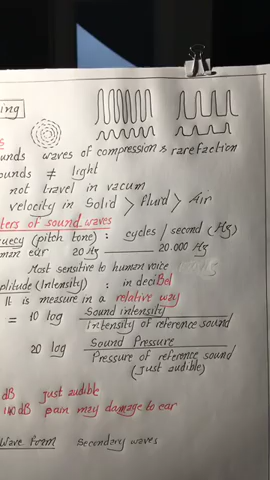 ing
s
unds waves of compression & rarefaction
ounds ≠ light
not travel in vacum
velocity in Solid > Fluid > Air
ters of sound waves
quecy (pitch tone) : cycles / second (Hz)
man ear 20 Hz ——— 20.000 Hz
Most sensitive to human voice
plitude (Intensity) : in deciBel
It is measure in a relative way
= 10 log Sound intensity / Intensity of reference sound
20 log Sound Pressure / Pressure of reference sound
(just audible)
dB just audible
140 dB pain may damage to ear
Wave Form Secondery waves